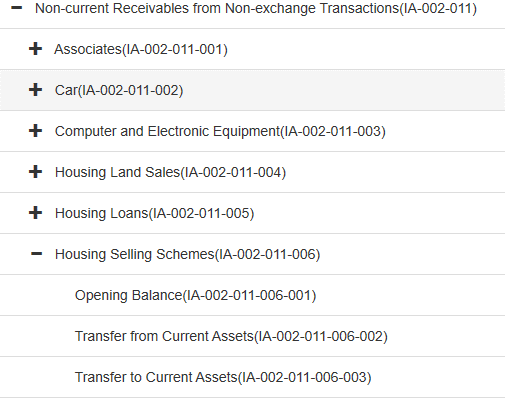 Non-current Receivables from Non-exchange Transactions(IA-002-011)
Associates(IA-002-011-001)
Car(IA-002-011-002)
Computer and Electronic Equipment(IA-002-011-003)
Housing Land Sales(IA-002-011-004)
Housing Loans(IA-002-011-005)
Housing Selling Schemes(IA-002-011-006)
Opening Balance(IA-002-011-006-001)
Transfer from Current Assets(IA-002-011-006-002)
Transfer to Current Assets(IA-002-011-006-003)